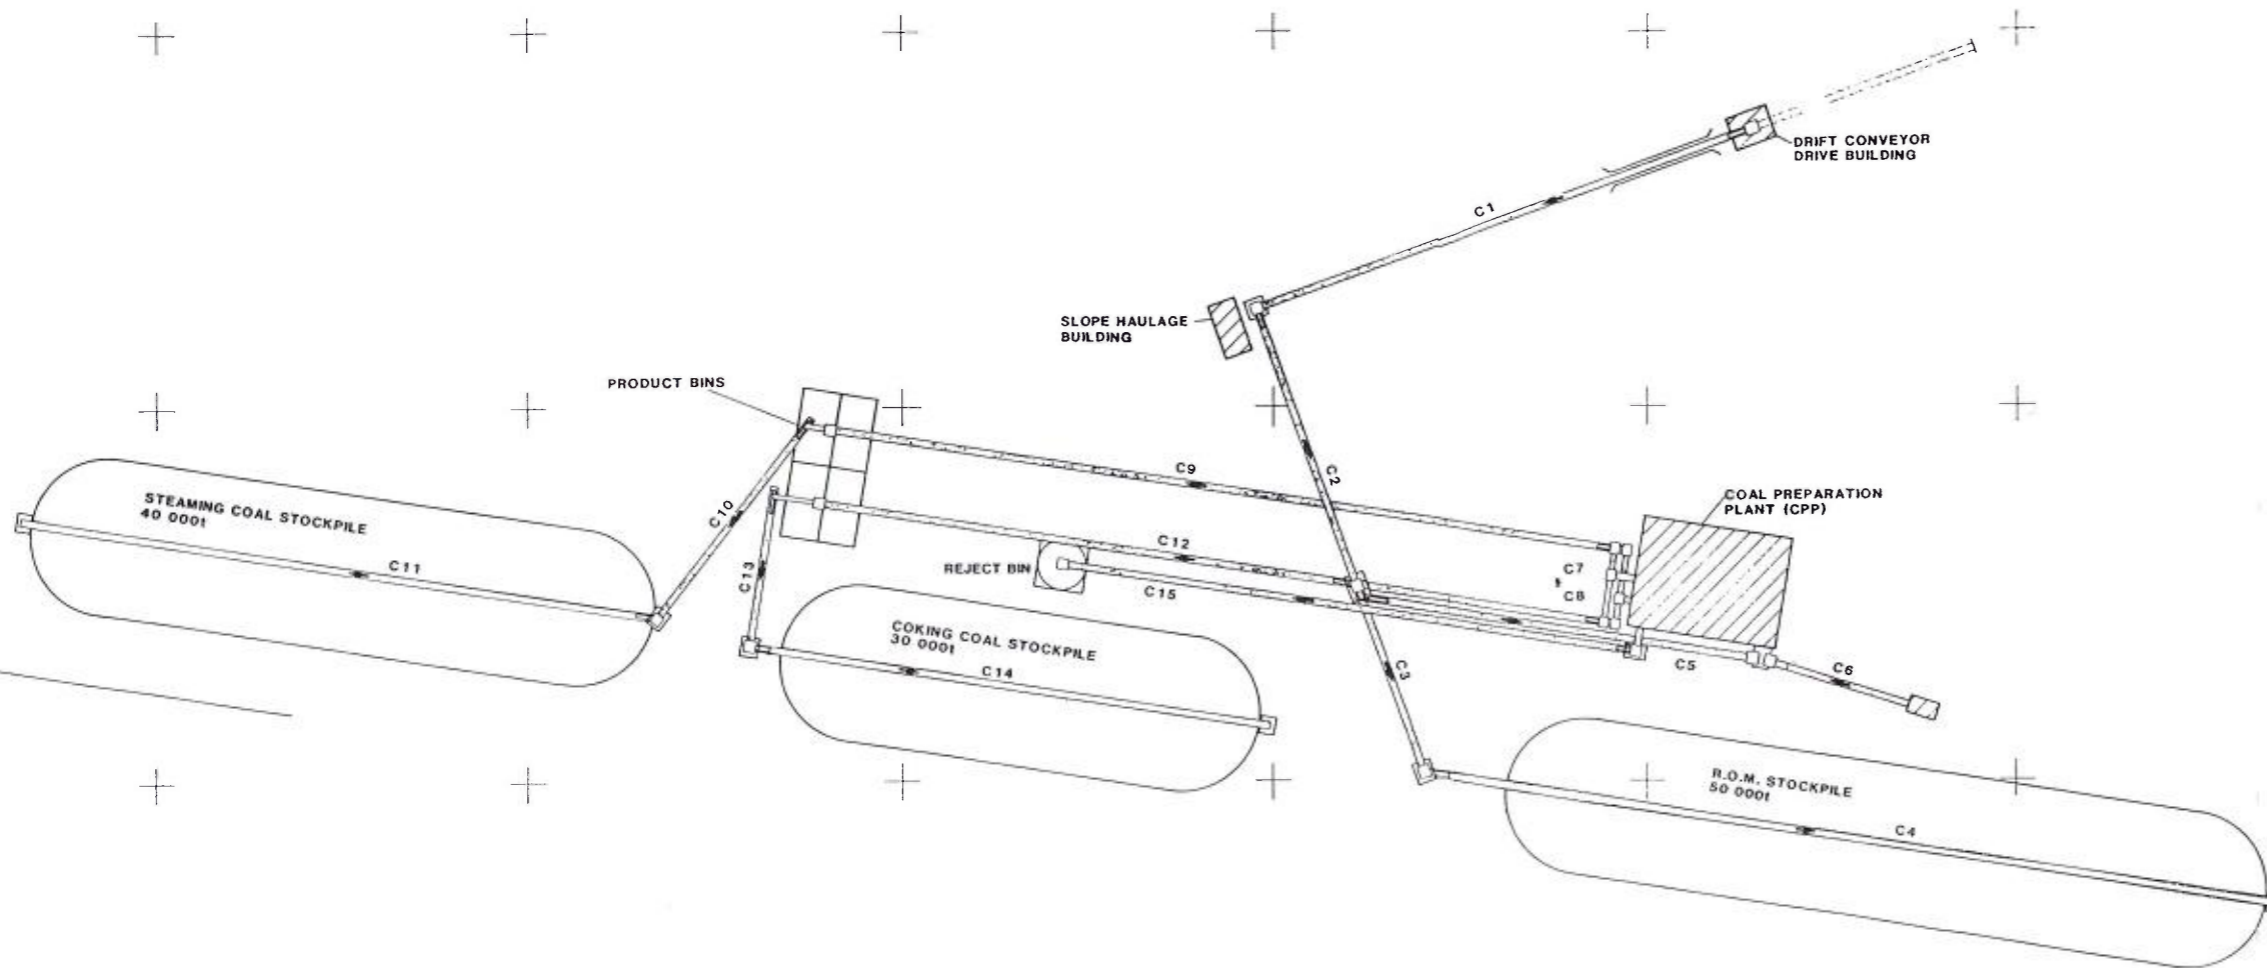 DRIFT CONVEYOR
DRIVE BUILDING
C1
SLOPE HAULAGE
BUILDING
PRODUCT BINS
C9
C2
COAL PREPARATION
PLANT (CPP)
STEAMING COAL STOCKPILE
40 000t
C10
C11
C12
C7
&
C8
REJECT BIN
C13
C15
COKING COAL STOCKPILE
30 000t
C14
C3
C5
C6
R.O.M. STOCKPILE
50 000t
C4